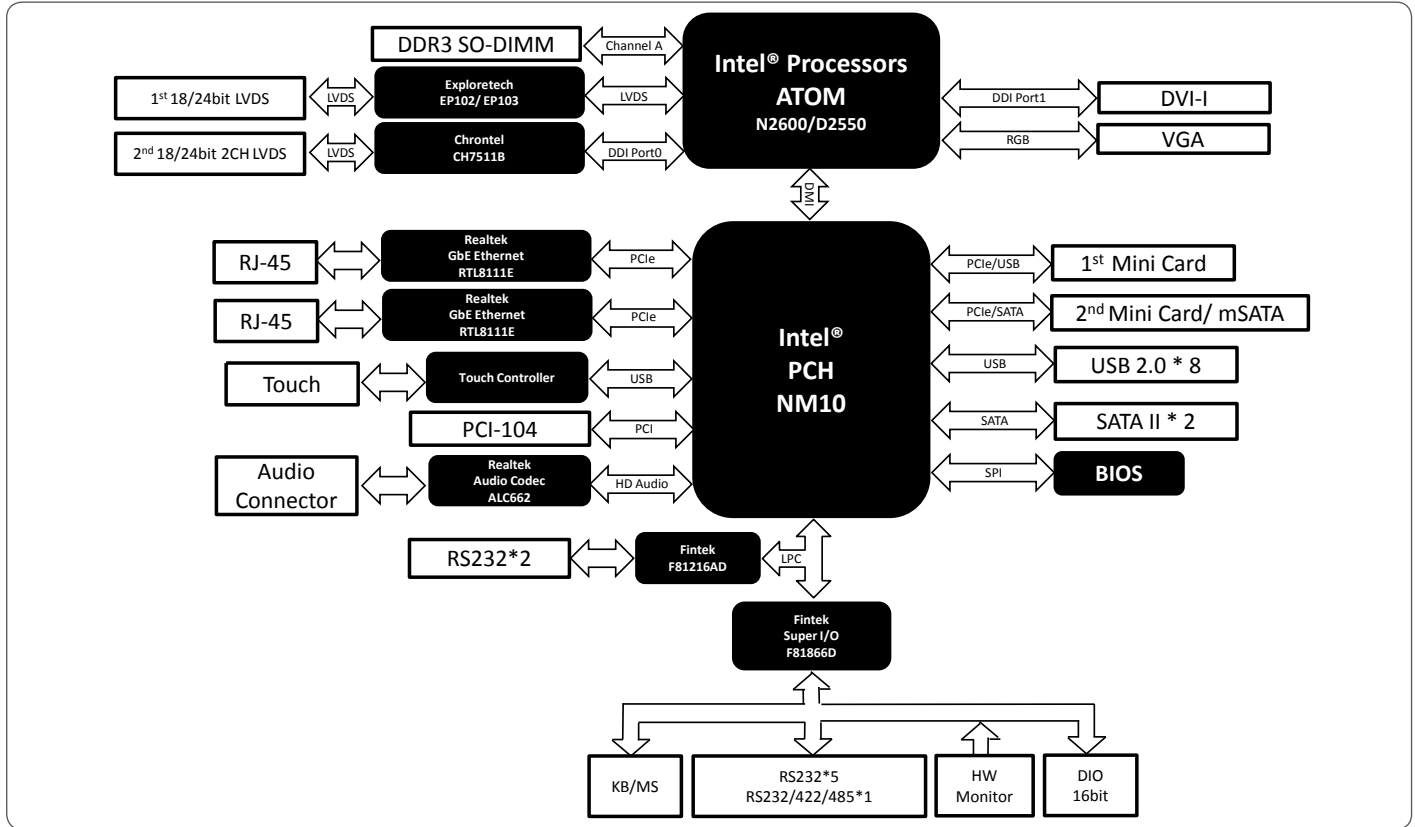 DDR3 SO-DIMM
Channel A
Intel® Processors
ATOM
N2600/D2550
1st 18/24bit LVDS
LVDS
Exploretech
EP102/ EP103
LVDS
DDI Port1
DVI-I
2nd 18/24bit 2CH LVDS
LVDS
Chrontel
CH7511B
DDI Port0
RGB
VGA
DMI
RJ-45
Realtek
GbE Ethernet
RTL8111E
PCIe
Intel®
PCH
NM10
PCIe/USB
1st Mini Card
RJ-45
Realtek
GbE Ethernet
RTL8111E
PCIe
PCIe/SATA
2nd Mini Card/ mSATA
Touch
Touch Controller
USB
USB
USB 2.0 * 8
PCI-104
PCI
SATA
SATA II * 2
Audio
Connector
Realtek
Audio Codec
ALC662
HD Audio
SPI
BIOS
RS232*2
Fintek
F81216AD
LPC
Fintek
Super I/O
F81866D
KB/MS
RS232*5
RS232/422/485*1
HW
Monitor
DIO
16bit